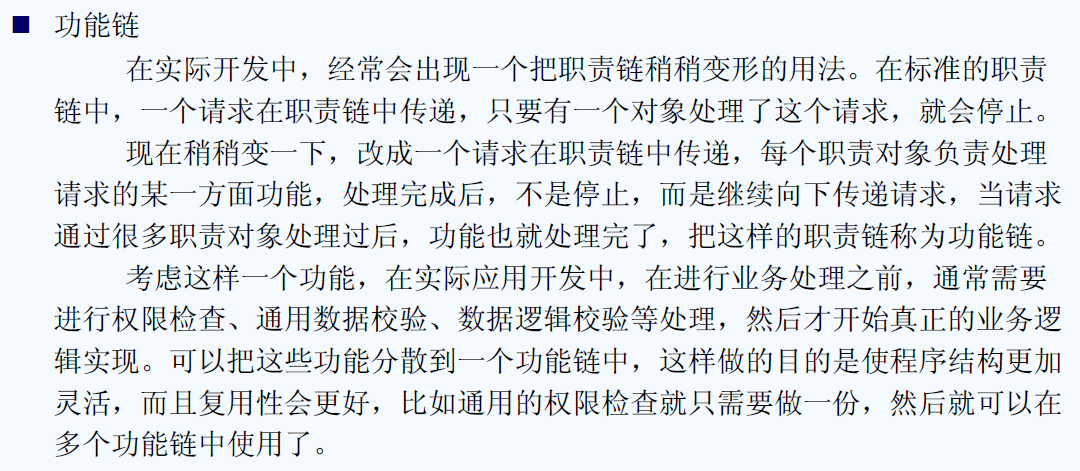 ■ 功能链
在实际开发中，经常会出现一个把职责链稍稍变形的用法。在标准的职责
链中，一个请求在职责链中传递，只要有一个对象处理了这个请求，就会停止。
现在稍稍变一下，改成一个请求在职责链中传递，每个职责对象负责处理
请求的某一方面功能，处理完成后，不是停止，而是继续向下传递请求，当请求
通过很多职责对象处理过后，功能也就处理完了，把这样的职责链称为功能链。
考虑这样一个功能，在实际应用开发中，在进行业务处理之前，通常需要
进行权限检查、通用数据校验、数据逻辑校验等处理，然后才开始真正的业务逻
辑实现。可以把这些功能分散到一个功能链中，这样做的目的是使程序结构更加
灵活，而且复用性会更好，比如通用的权限检查就只需要做一份，然后就可以在
多个功能链中使用了。